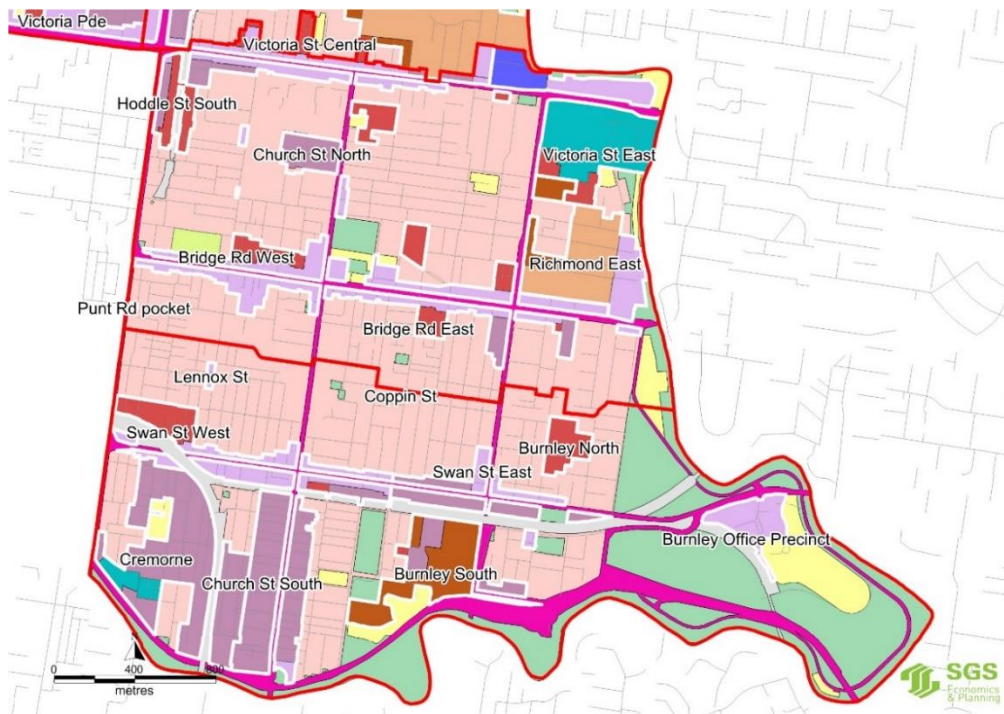 Victoria Pde
Victoria St Central
Hoddle St South
Church St North
Victoria St East
Bridge Rd West
Richmond East
Punt Rd pocket
Bridge Rd East
Lennox St
Coppin St
Swan St West
Burnley North
Swan St East
Burnley Office Precinct
Cremorne
Church St South
Burnley South
0 400 800
metres
SGS
Economics
& Planning